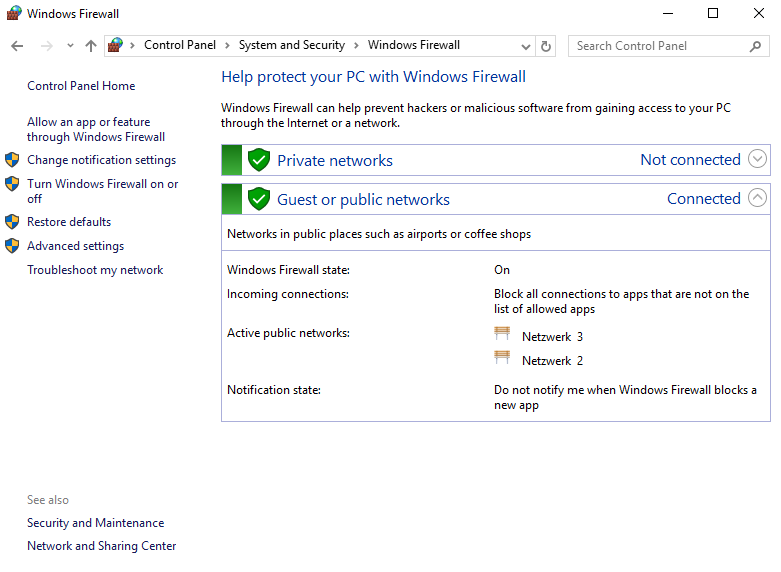 Windows Firewall
Control Panel > System and Security > Windows Firewall
Search Control Panel
Control Panel Home
Allow an app or feature
through Windows Firewall
Change notification settings
Turn Windows Firewall on or
off
Restore defaults
Advanced settings
Troubleshoot my network
Help protect your PC with Windows Firewall
Windows Firewall can help prevent hackers or malicious software from gaining access to your PC
through the Internet or a network.
Private networks Not connected
Guest or public networks Connected
Networks in public places such as airports or coffee shops
Windows Firewall state: On
Incoming connections: Block all connections to apps that are not on the
list of allowed apps
Active public networks: Netzwerk 3
Netzwerk 2
Notification state: Do not notify me when Windows Firewall blocks a
new app
See also
Security and Maintenance
Network and Sharing Center